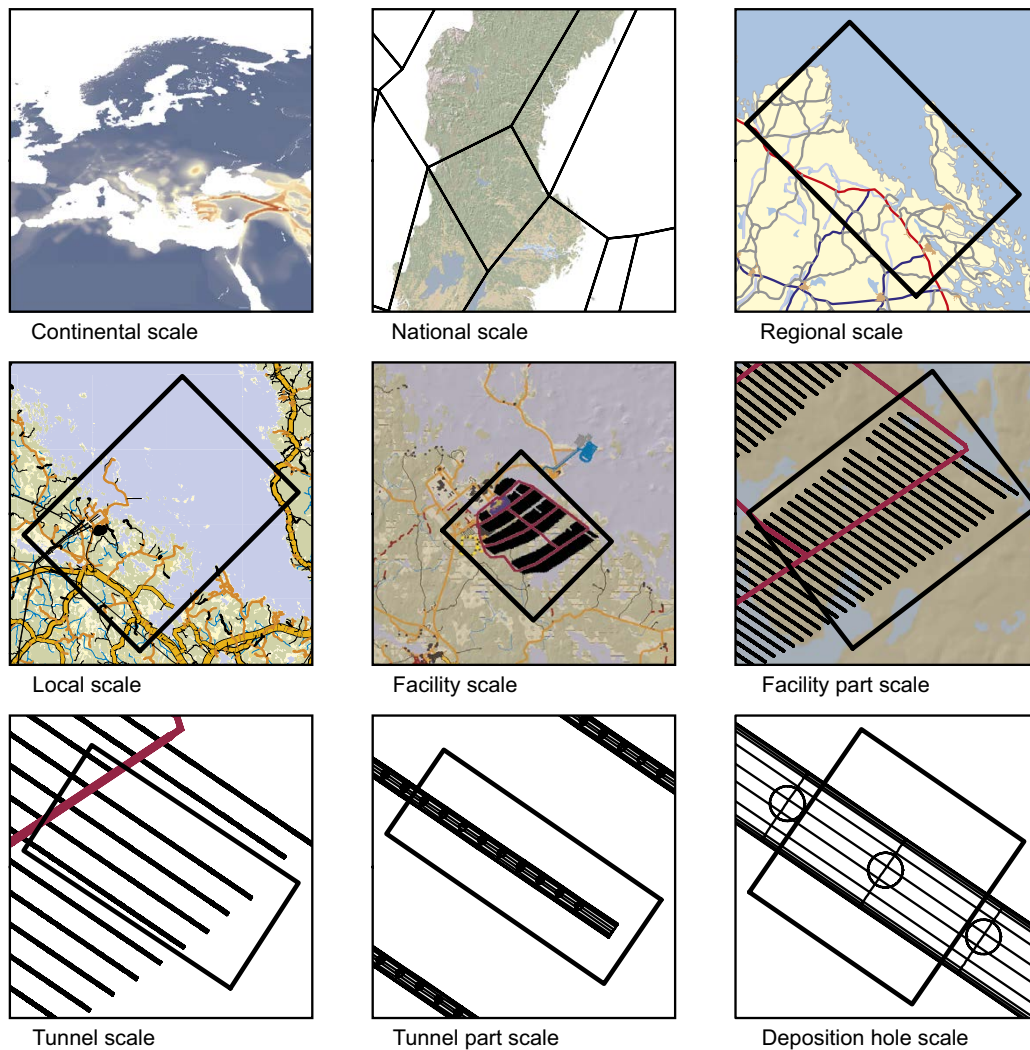 Continental scale
National scale
Regional scale
Local scale
Facility scale
Facility part scale
Tunnel scale
Tunnel part scale
Deposition hole scale